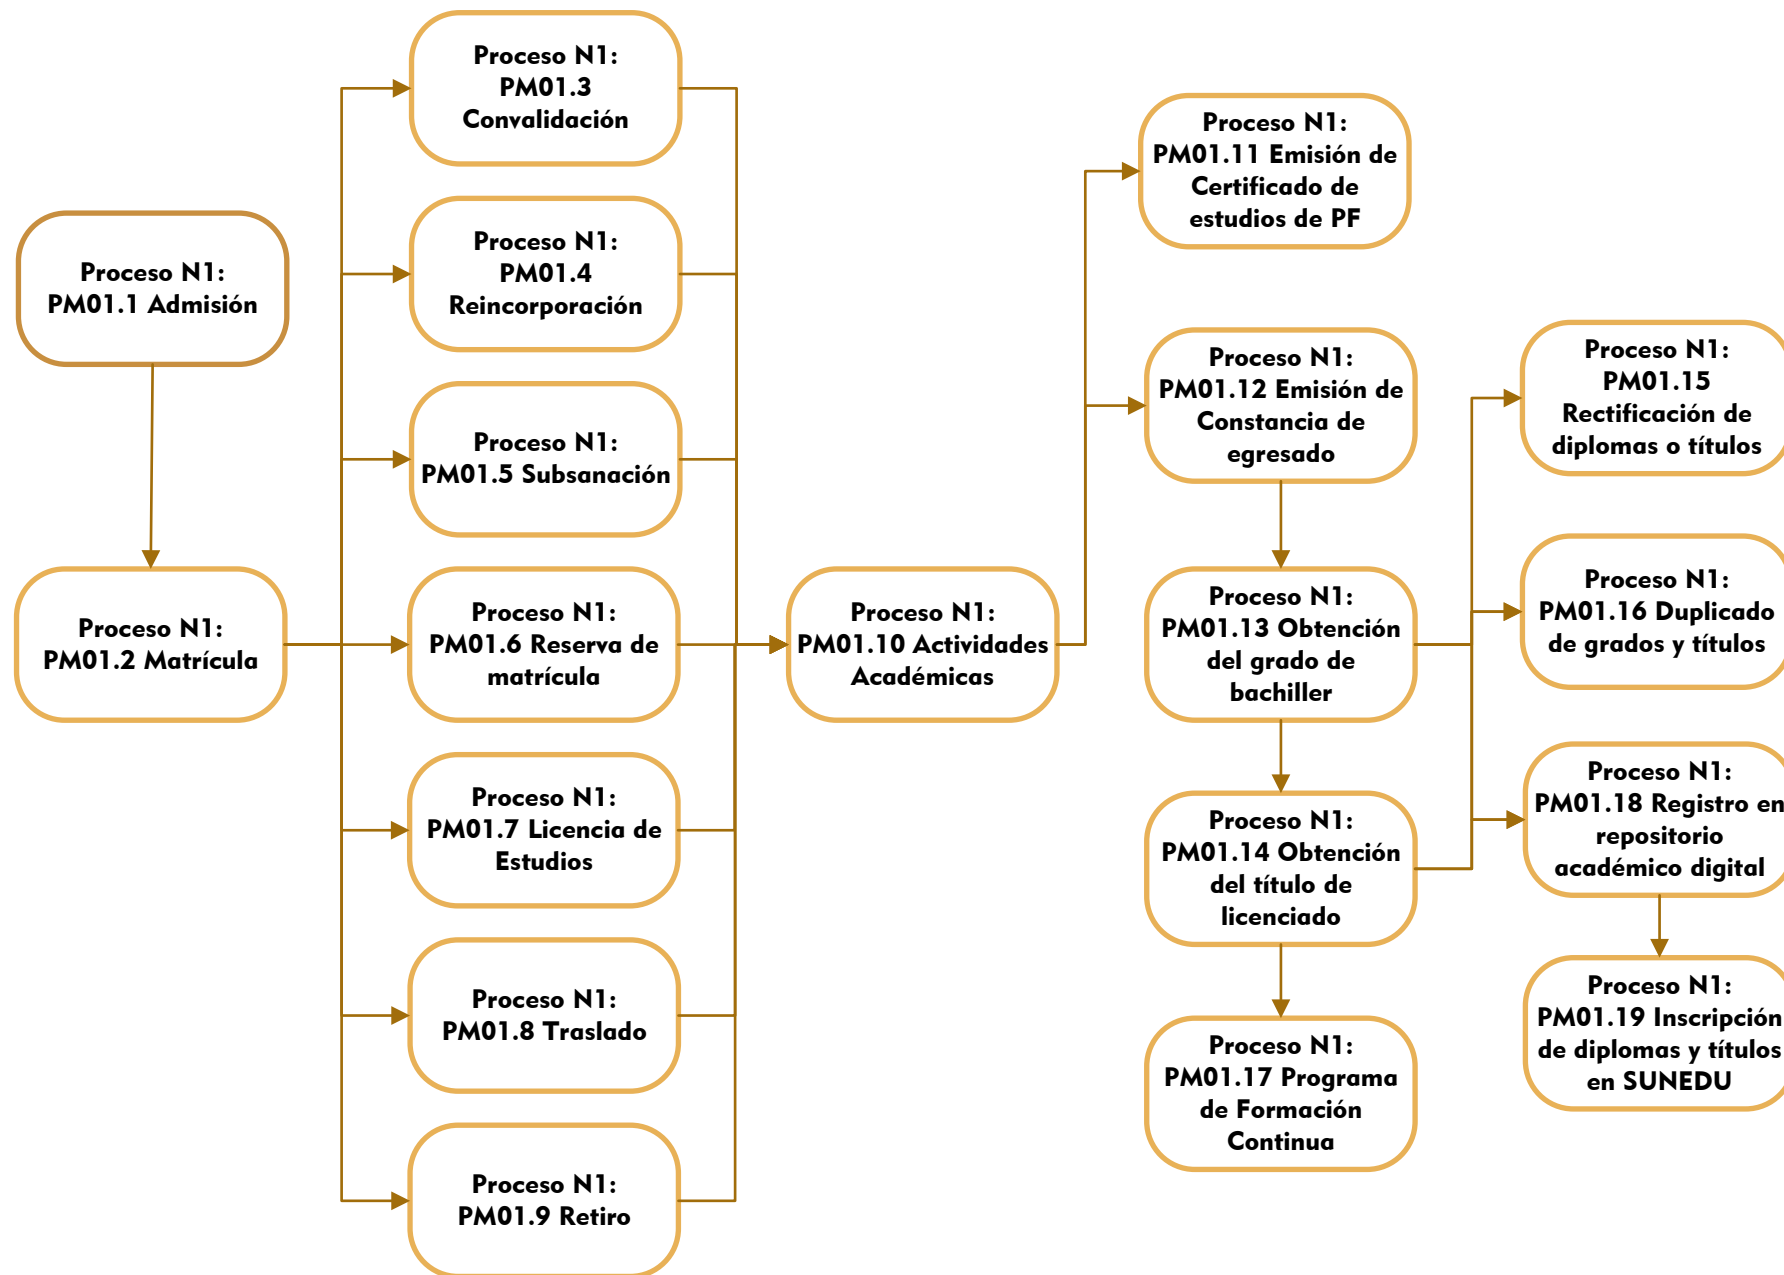 Proceso N1:
PM01.1 Admisión
Proceso N1:
PM01.2 Matrícula
Proceso N1:
PM01.3
Convalidación
Proceso N1:
PM01.4
Reincorporación
Proceso N1:
PM01.5 Subsanación
Proceso N1:
PM01.6 Reserva de
matrícula
Proceso N1:
PM01.7 Licencia de
Estudios
Proceso N1:
PM01.8 Traslado
Proceso N1:
PM01.9 Retiro
Proceso N1:
PM01.10 Actividades
Académicas
Proceso N1:
PM01.11 Emisión de
Certificado de
estudios de PF
Proceso N1:
PM01.12 Emisión de
Constancia de
egresado
Proceso N1:
PM01.13 Obtención
del grado de
bachiller
Proceso N1:
PM01.14 Obtención
del título de
licenciado
Proceso N1:
PM01.17 Programa
de Formación
Continua
Proceso N1:
PM01.15
Rectificación de
diplomas o títulos
Proceso N1:
PM01.16 Duplicado
de grados y títulos
Proceso N1:
PM01.18 Registro en
repositorio
académico digital
Proceso N1:
PM01.19 Inscripción
de diplomas y títulos
en SUNEDU